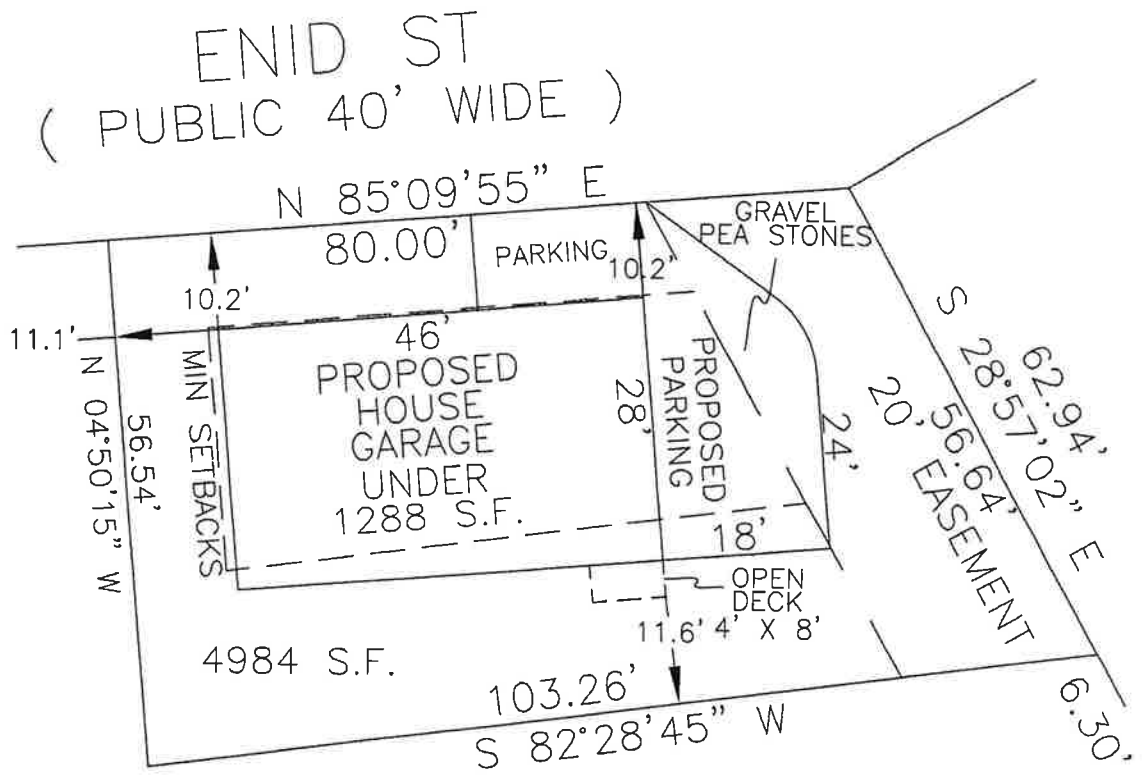 ENID ST
( PUBLIC 40' WIDE )
N 85°09'55" E
80.00'
PARKING
GRAVEL
PEA STONES
10.2'
10.2'
11.1'
46'
PROPOSED
HOUSE
GARAGE
UNDER
1288 S.F.
MIN SETBACKS
N 04°50'15" W
56.54'
28'
PROPOSED
PARKING
24'
18'
S 28°57'02" E
62.94'
56.64'
20' EASEMENT
OPEN
DECK
4' X 8'
11.6'
4984 S.F.
103.26'
S 82°28'45" W
6.30'